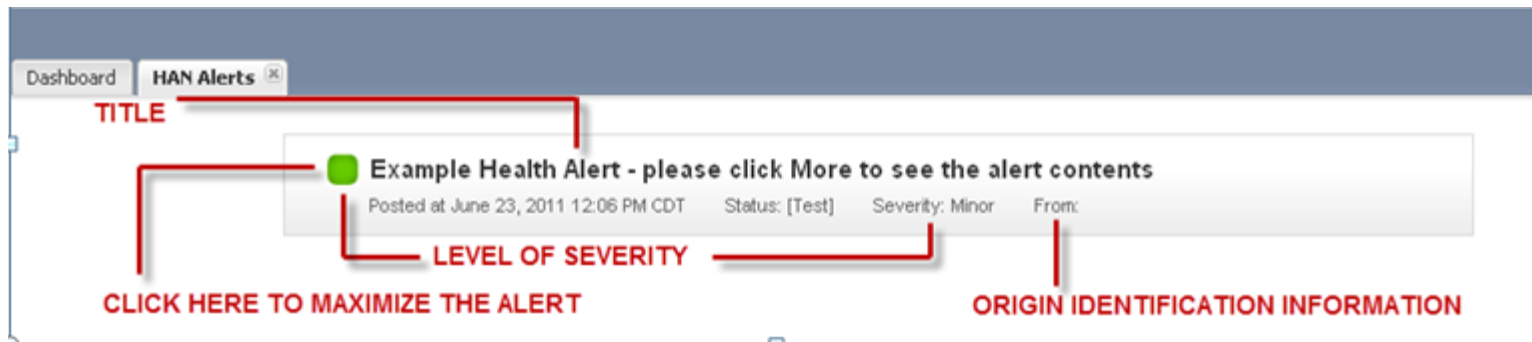 Dashboard HAN Alerts
TITLE
Example Health Alert - please click More to see the alert contents
Posted at June 23, 2011 12:06 PM CDT Status: [Test] Severity: Minor From:
LEVEL OF SEVERITY
CLICK HERE TO MAXIMIZE THE ALERT
ORIGIN IDENTIFICATION INFORMATION